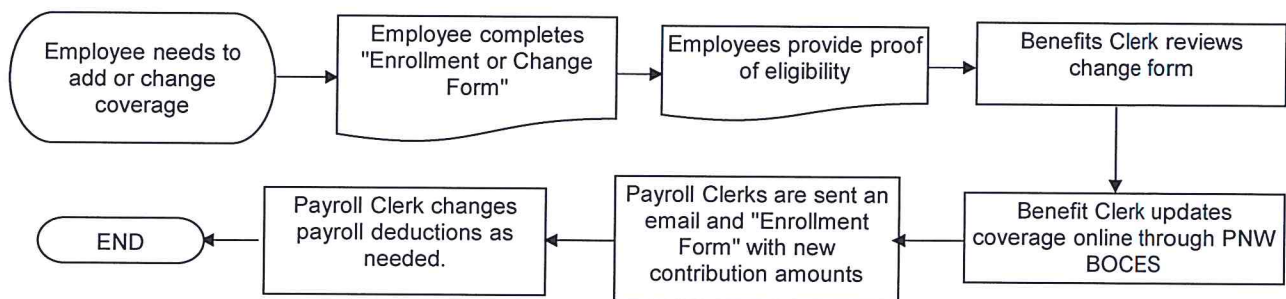 Employee needs to
add or change
coverage
Employee completes
"Enrollment or Change
Form"
Employees provide proof
of eligibility
Benefits Clerk reviews
change form
Benefit Clerk updates
coverage online through PNW
BOCES
Payroll Clerks are sent an
email and "Enrollment
Form" with new
contribution amounts
Payroll Clerk changes
payroll deductions as
needed.
END